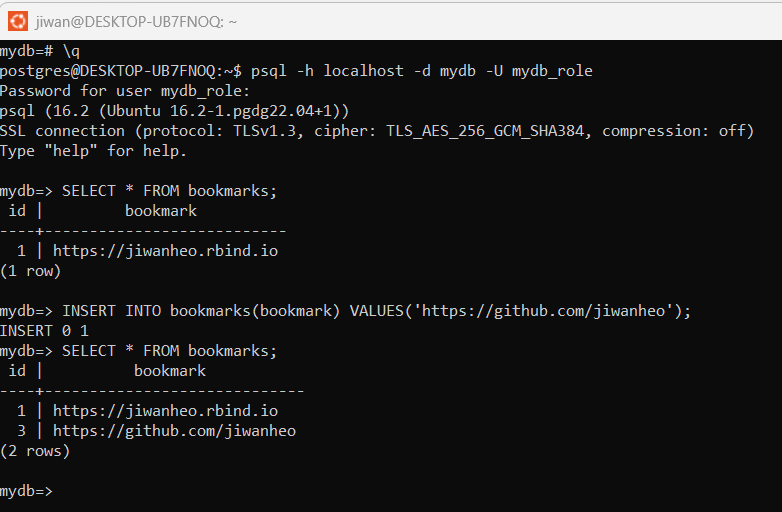 jiwan@DESKTOP-UB7FNOQ: ~
mydb=# \q
postgres@DESKTOP-UB7FNOQ:~$ psql -h localhost -d mydb -U mydb_role
Password for user mydb_role:
psql (16.2 (Ubuntu 16.2-1.pgdg22.04+1))
SSL connection (protocol: TLSv1.3, cipher: TLS_AES_256_GCM_SHA384, compression: off)
Type "help" for help.

mydb=> SELECT * FROM bookmarks;
 id |         bookmark
----+---------------------------
  1 | https://jiwanheo.rbind.io
(1 row)

mydb=> INSERT INTO bookmarks(bookmark) VALUES('https://github.com/jiwanheo');
INSERT 0 1
mydb=> SELECT * FROM bookmarks;
 id |          bookmark
----+-----------------------------
  1 | https://jiwanheo.rbind.io
  3 | https://github.com/jiwanheo
(2 rows)

mydb=>